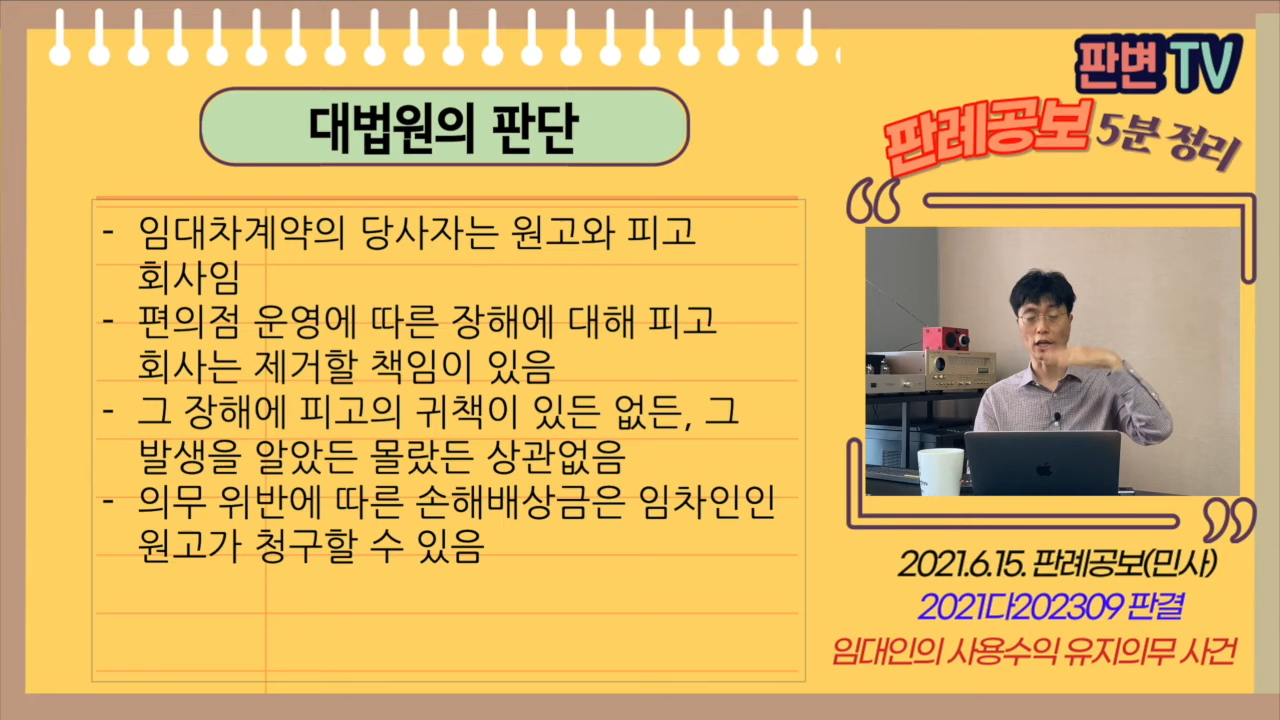 판변 TV
판례공보 5분 정리
대법원의 판단
- 임대차계약의 당사자는 원고와 피고
회사임
- 편의점 운영에 따른 장해에 대해 피고
회사는 제거할 책임이 있음
- 그 장해에 피고의 귀책이 있든 없든, 그
발생을 알았든 몰랐든 상관없음
- 의무 위반에 따른 손해배상금은 임차인인
원고가 청구할 수 있음
2021.6.15. 판례공보(민사)
2021다202309 판결
임대인의 사용수익 유지의무 사건